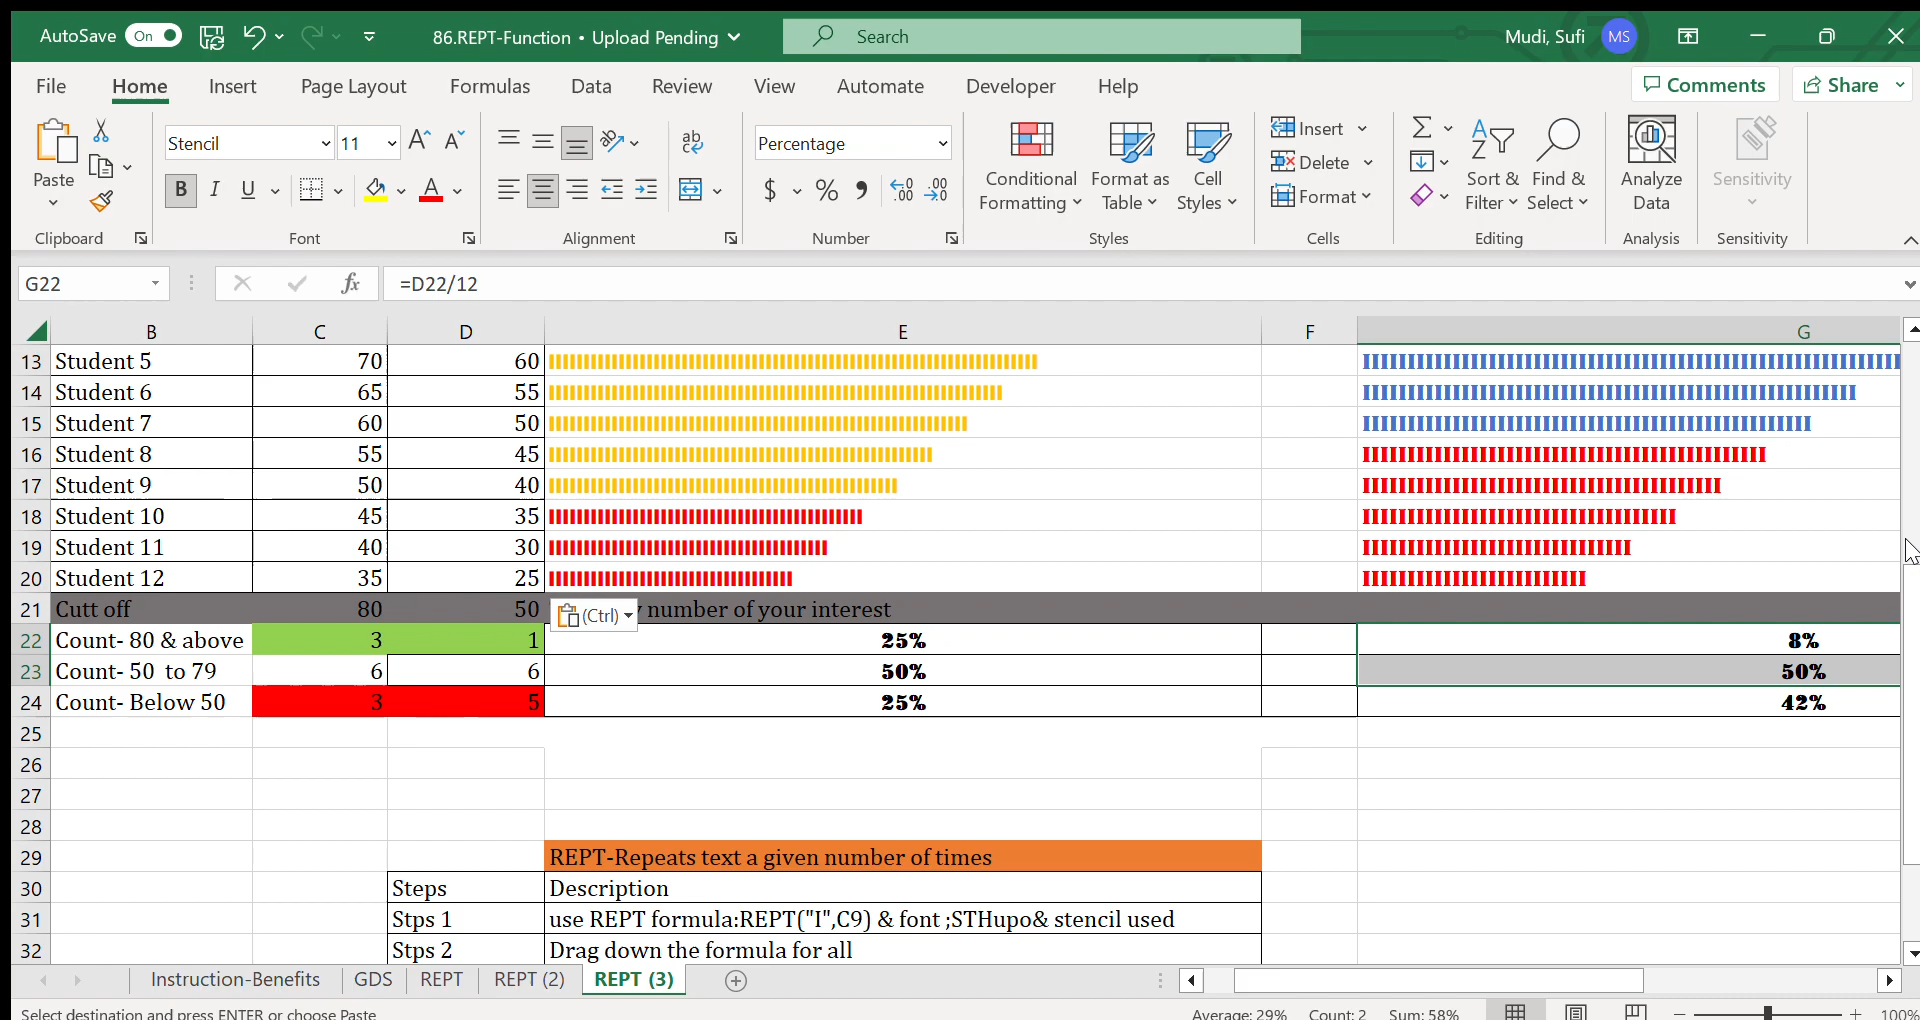 AutoSave On 86.REPT-Function • Upload Pending Search Mudi, Sufi MS
File Home Insert Page Layout Formulas Data Review View Automate Developer Help Comments Share
Paste Stencil 11 Percentage Conditional Formatting Format as Table Cell Styles Insert Delete Format Sort & Filter Find & Select Analyze Data Sensitivity
Clipboard Font Alignment Number Styles Cells Editing Analysis Sensitivity
G22 fx =D22/12
B C D E F G
13 Student 5 70 60
14 Student 6 65 55
15 Student 7 60 50
16 Student 8 55 45
17 Student 9 50 40
18 Student 10 45 35
19 Student 11 40 30
20 Student 12 35 25
21 Cutt off 80 50 (Ctrl) number of your interest
22 Count- 80 & above 3 1 25% 8%
23 Count- 50 to 79 6 6 50% 50%
24 Count- Below 50 3 5 25% 42%
25
26
27
28
29 REPT-Repeats text a given number of times
30 Steps Description
31 Stps 1 use REPT formula:REPT("I",C9) & font ;STHupo& stencil used
32 Stps 2 Drag down the formula for all
Instruction-Benefits GDS REPT REPT (2) REPT (3)
Select destination and press ENTER or choose Paste Average: 29% Count: 2 Sum: 58% 100%